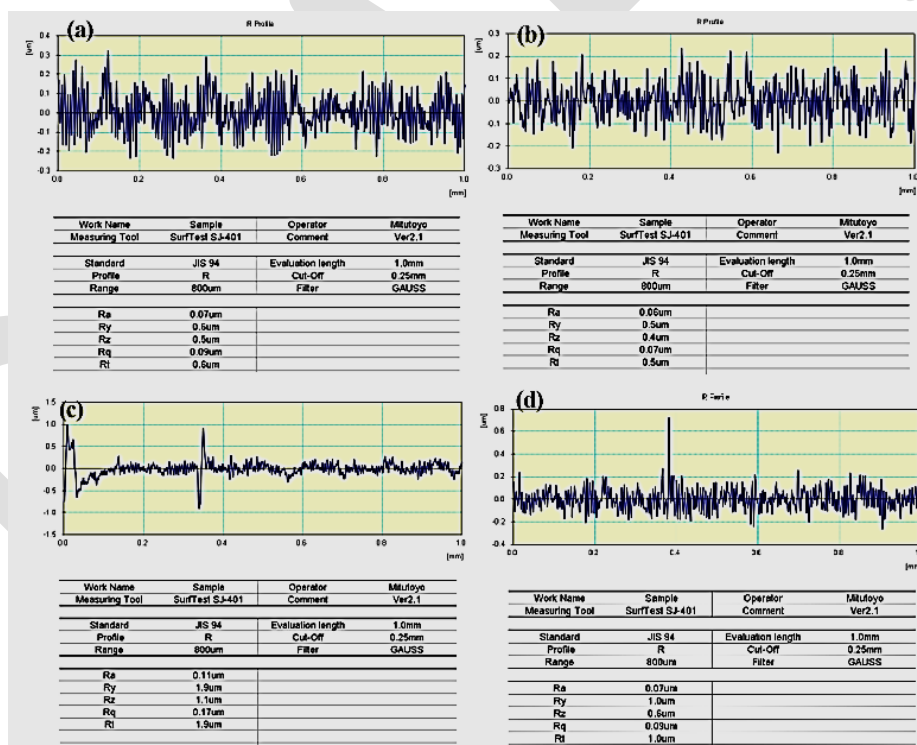 (a)
R Profile
[um]
0.4
0.3
0.2
0.1
0.0
-0.1
-0.2
-0.3
0.0 0.2 0.4 0.6 0.8 1.0
[mm]
Work Name Sample Operator Mitutoyo
Measuring Tool SurfTest SJ-401 Comment Ver2.1
Standard JIS 94 Evaluation length 1.0mm
Profile R Cut-Off 0.25mm
Range 800um Filter GAUSS
Ra 0.07um
Ry 0.6um
Rz 0.5um
Rq 0.09um
Rt 0.6um
(b)
R Profile
[um]
0.3
0.2
0.1
0.0
-0.1
-0.2
-0.3
0.0 0.2 0.4 0.6 0.8 1.0
[mm]
Work Name Sample Operator Mitutoyo
Measuring Tool SurfTest SJ-401 Comment Ver2.1
Standard JIS 94 Evaluation length 1.0mm
Profile R Cut-Off 0.25mm
Range 800um Filter GAUSS
Ra 0.06um
Ry 0.5um
Rz 0.4um
Rq 0.07um
Rt 0.5um
(c)
[um]
1.5
1.0
0.5
0.0
-0.5
-1.0
-1.5
0.0 0.2 0.4 0.6 0.8 1.0
[mm]
Work Name Sample Operator Mitutoyo
Measuring Tool SurfTest SJ-401 Comment Ver2.1
Standard JIS 94 Evaluation length 1.0mm
Profile R Cut-Off 0.25mm
Range 800um Filter GAUSS
Ra 0.11um
Ry 1.9um
Rz 1.1um
Rq 0.17um
Rt 1.9um
(d)
R
[um]
0.8
0.6
0.4
0.2
0.0
-0.2
-0.4
0.0 0.2 0.4 0.6 0.8
Work Name Sample Operator Mitutoyo
Measuring Tool SurfTest SJ-401 Comment Ver2.1
Standard JIS 94 Evaluation length 1.0mm
Profile R Cut-Off 0.25mm
Range 800um Filter GAUSS
Ra 0.07um
Ry 1.0um
Rz 0.6um
Rq 0.09um
Rt 1.0um